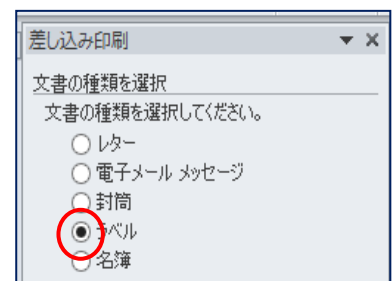 差し込み印刷
文書の種類を選択
文書の種類を選択してください。
レター
電子メール メッセージ
封筒
ラベル
名簿